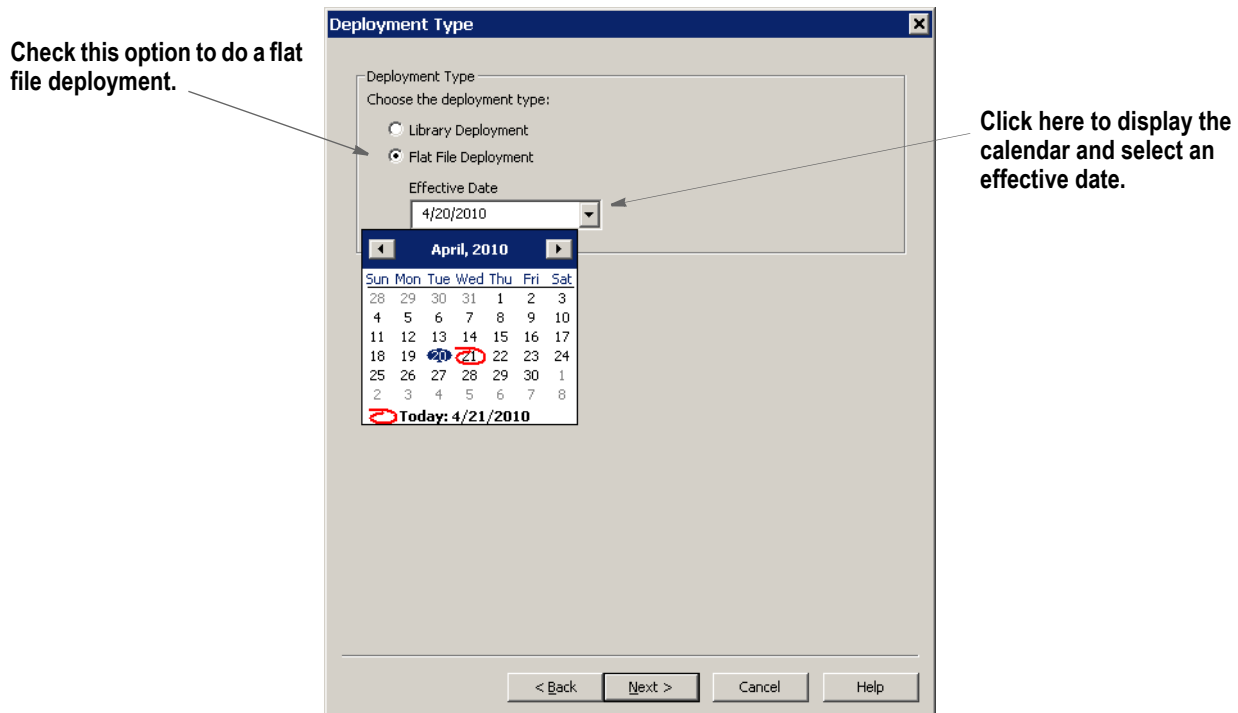 Deployment Type
Check this option to do a flat
file deployment.
Deployment Type
Choose the deployment type:
Library Deployment
Flat File Deployment
Effective Date
4/20/2010
Click here to display the
calendar and select an
effective date.
April, 2010
Sun Mon Tue Wed Thu Fri Sat
28 29 30 31 1 2 3
4 5 6 7 8 9 10
11 12 13 14 15 16 17
18 19 20 21 22 23 24
25 26 27 28 29 30 1
2 3 4 5 6 7 8
Today: 4/21/2010
< Back Next > Cancel Help